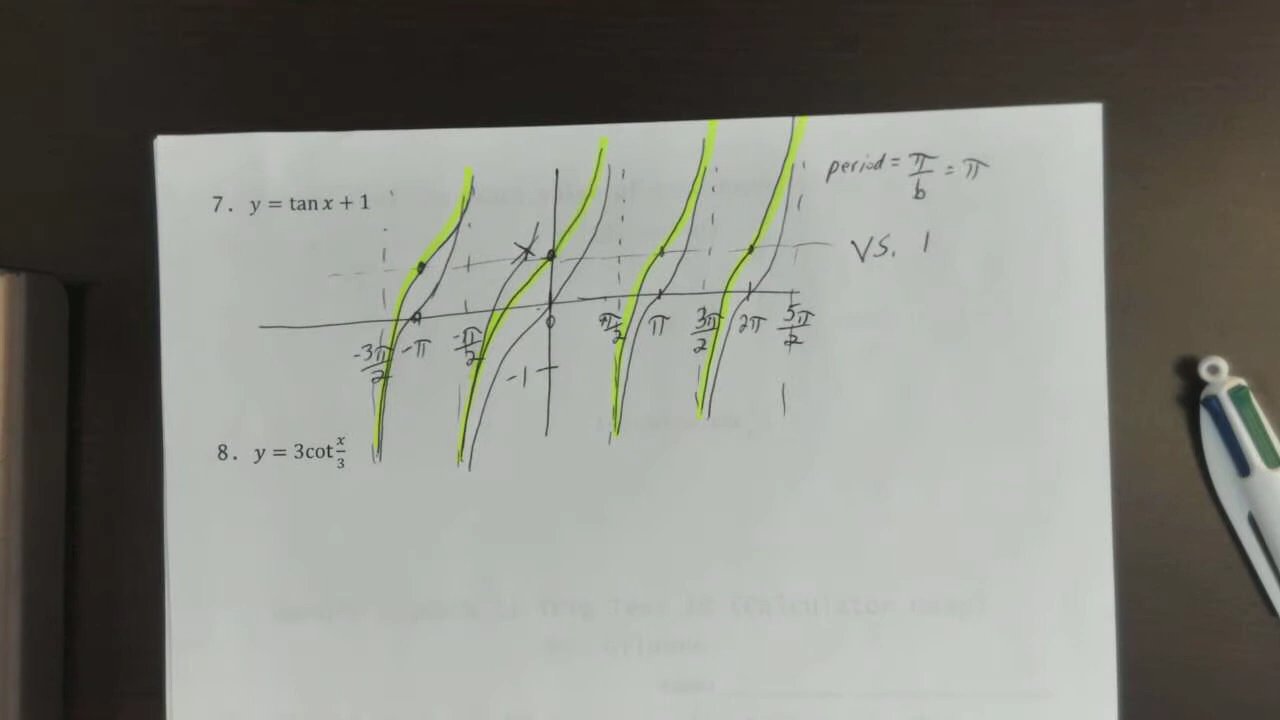 period = π/b = π
7. y = tan x + 1
VS. 1
-3π/2 -π -π/2 0 π/2 π 3π/2 2π 5π/2
-1
8. y = 3cot x/3